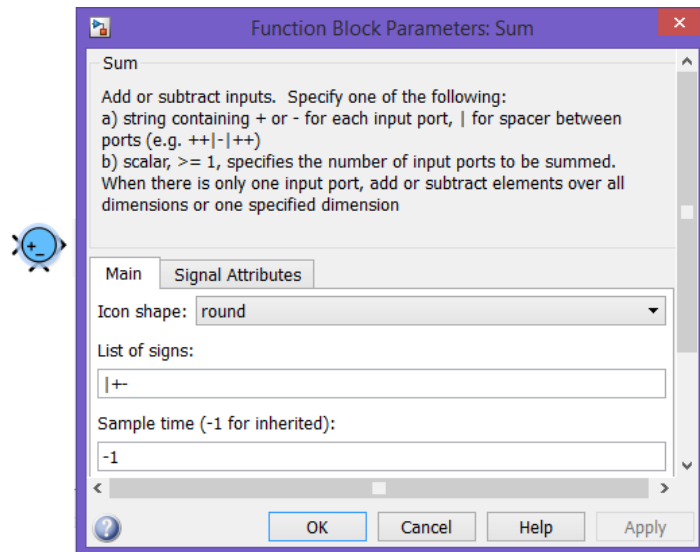 Function Block Parameters: Sum
×
Sum
Add or subtract inputs.  Specify one of the following:
a) string containing + or - for each input port, | for spacer between
ports (e.g. ++|-|++)
b) scalar, >= 1, specifies the number of input ports to be summed.
When there is only one input port, add or subtract elements over all
dimensions or one specified dimension
+_
Main Signal Attributes
Icon shape: round
List of signs:
|+-
Sample time (-1 for inherited):
-1
? OK Cancel Help Apply